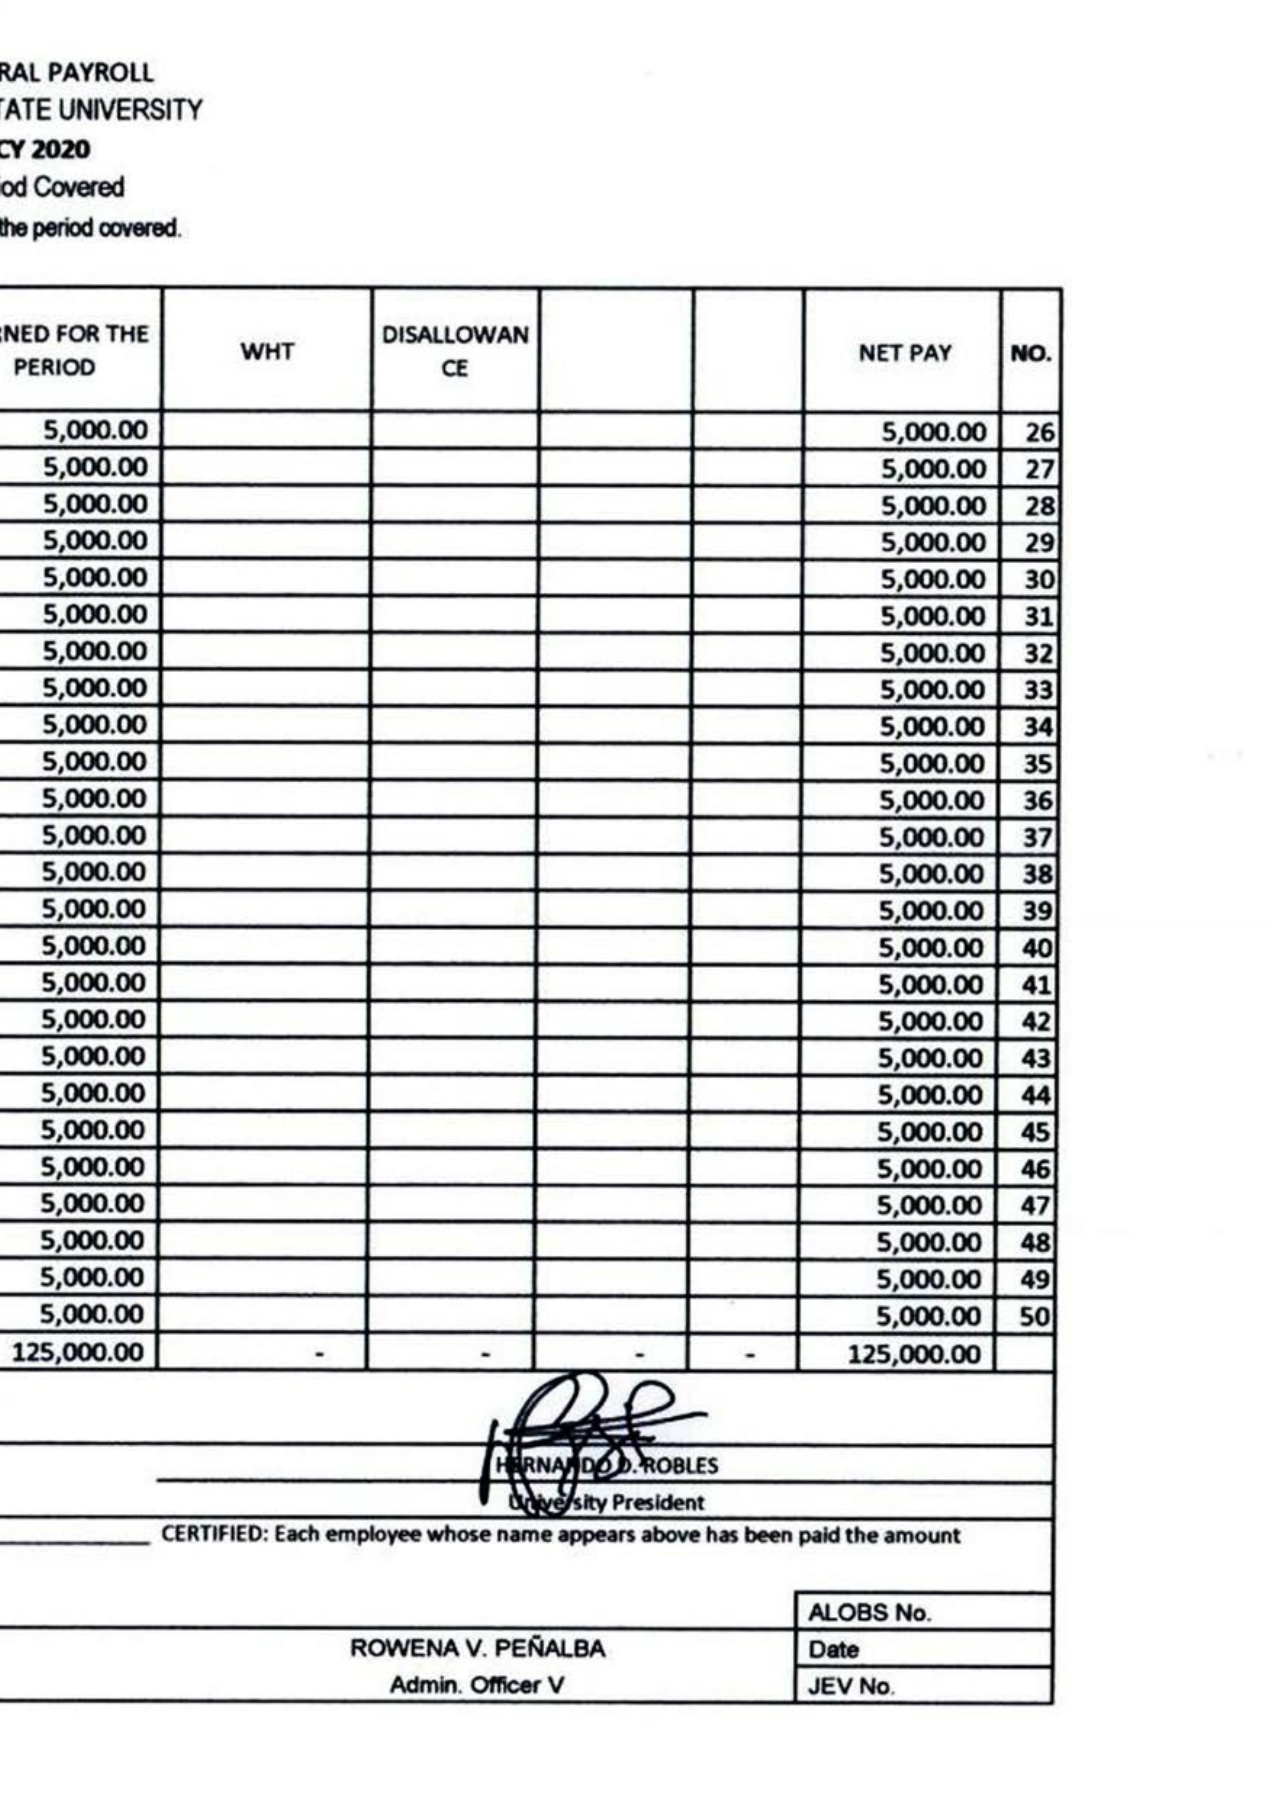 RAL PAYROLL
TATE UNIVERSITY
CY 2020
iod Covered
the period covered.
RNED FOR THE PERIOD WHT DISALLOWAN CE NET PAY NO.
5,000.00 5,000.00 26
5,000.00 5,000.00 27
5,000.00 5,000.00 28
5,000.00 5,000.00 29
5,000.00 5,000.00 30
5,000.00 5,000.00 31
5,000.00 5,000.00 32
5,000.00 5,000.00 33
5,000.00 5,000.00 34
5,000.00 5,000.00 35
5,000.00 5,000.00 36
5,000.00 5,000.00 37
5,000.00 5,000.00 38
5,000.00 5,000.00 39
5,000.00 5,000.00 40
5,000.00 5,000.00 41
5,000.00 5,000.00 42
5,000.00 5,000.00 43
5,000.00 5,000.00 44
5,000.00 5,000.00 45
5,000.00 5,000.00 46
5,000.00 5,000.00 47
5,000.00 5,000.00 48
5,000.00 5,000.00 49
5,000.00 5,000.00 50
125,000.00 - - - - 125,000.00
HERNANDO D. ROBLES
University President
CERTIFIED: Each employee whose name appears above has been paid the amount
ALOBS No.
ROWENA V. PEÑALBA Date
Admin. Officer V JEV No.